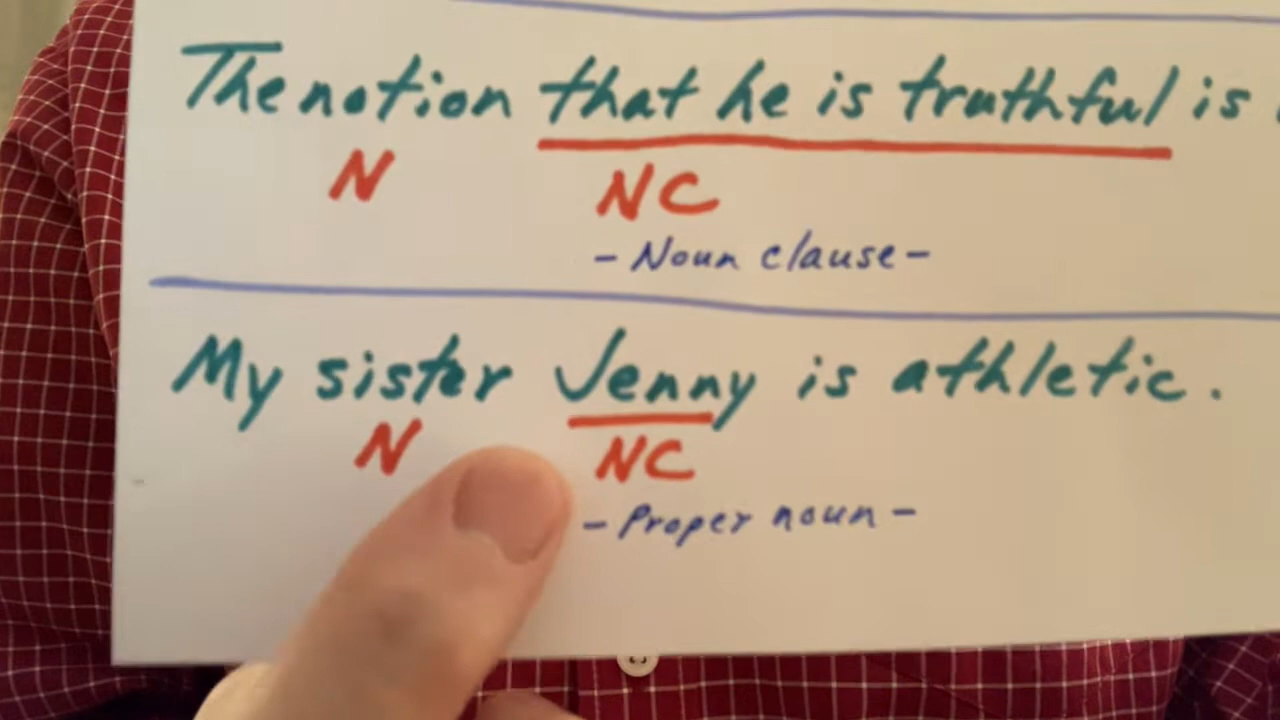 The notion that he is truthful is
N NC
- Noun clause -
My sister Jenny is athletic.
N NC
- Proper noun -